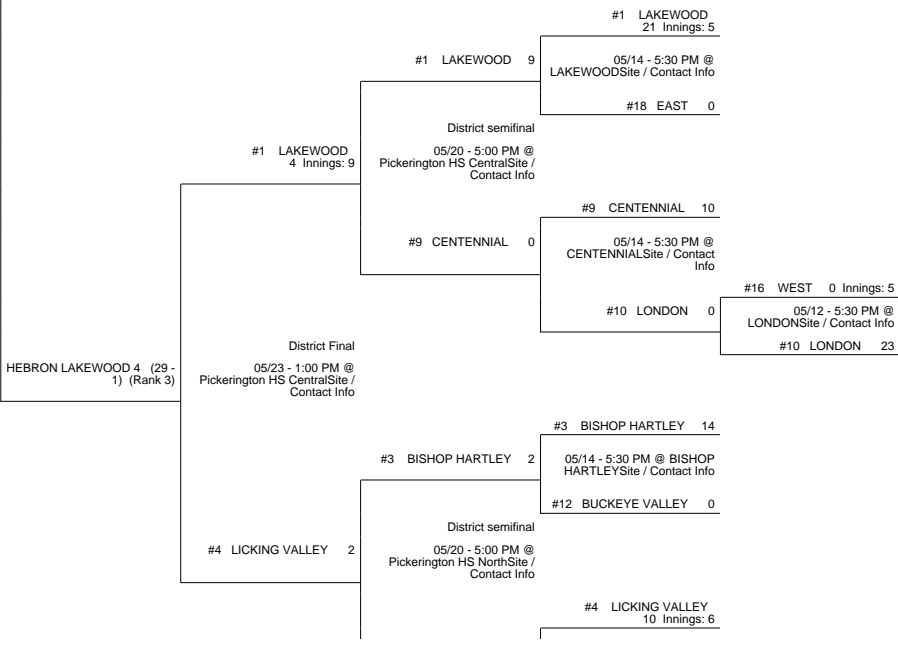 #1 LAKEWOOD
21 Innings: 5
#1 LAKEWOOD 9
05/14 - 5:30 PM @
LAKEWOODSite / Contact Info
#18 EAST 0
District semifinal
05/20 - 5:00 PM @
Pickerington HS CentralSite /
Contact Info
#1 LAKEWOOD
4 Innings: 9
#9 CENTENNIAL 10
#9 CENTENNIAL 0
05/14 - 5:30 PM @
CENTENNIALSite / Contact
Info
#16 WEST 0 Innings: 5
#10 LONDON 0
05/12 - 5:30 PM @
LONDONSite / Contact Info
#10 LONDON 23
District Final
05/23 - 1:00 PM @
Pickerington HS CentralSite /
Contact Info
HEBRON LAKEWOOD 4 (29 -
1) (Rank 3)
#3 BISHOP HARTLEY 14
#3 BISHOP HARTLEY 2
05/14 - 5:30 PM @ BISHOP
HARTLEYSite / Contact Info
#12 BUCKEYE VALLEY 0
District semifinal
05/20 - 5:00 PM @
Pickerington HS NorthSite /
Contact Info
#4 LICKING VALLEY 2
#4 LICKING VALLEY
10 Innings: 6